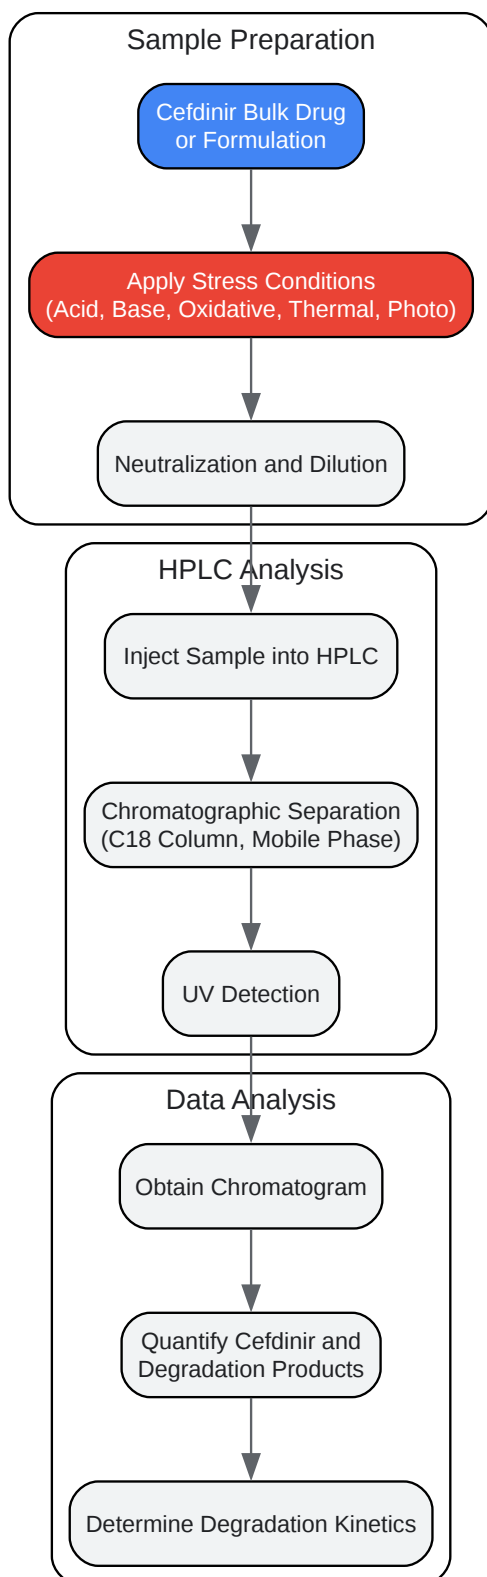 Sample Preparation
Cefdinir Bulk Drug
or Formulation
Apply Stress Conditions
(Acid, Base, Oxidative, Thermal, Photo)
Neutralization and Dilution
HPLC Analysis
Inject Sample into HPLC
Chromatographic Separation
(C18 Column, Mobile Phase)
UV Detection
Data Analysis
Obtain Chromatogram
Quantify Cefdinir and
Degradation Products
Determine Degradation Kinetics